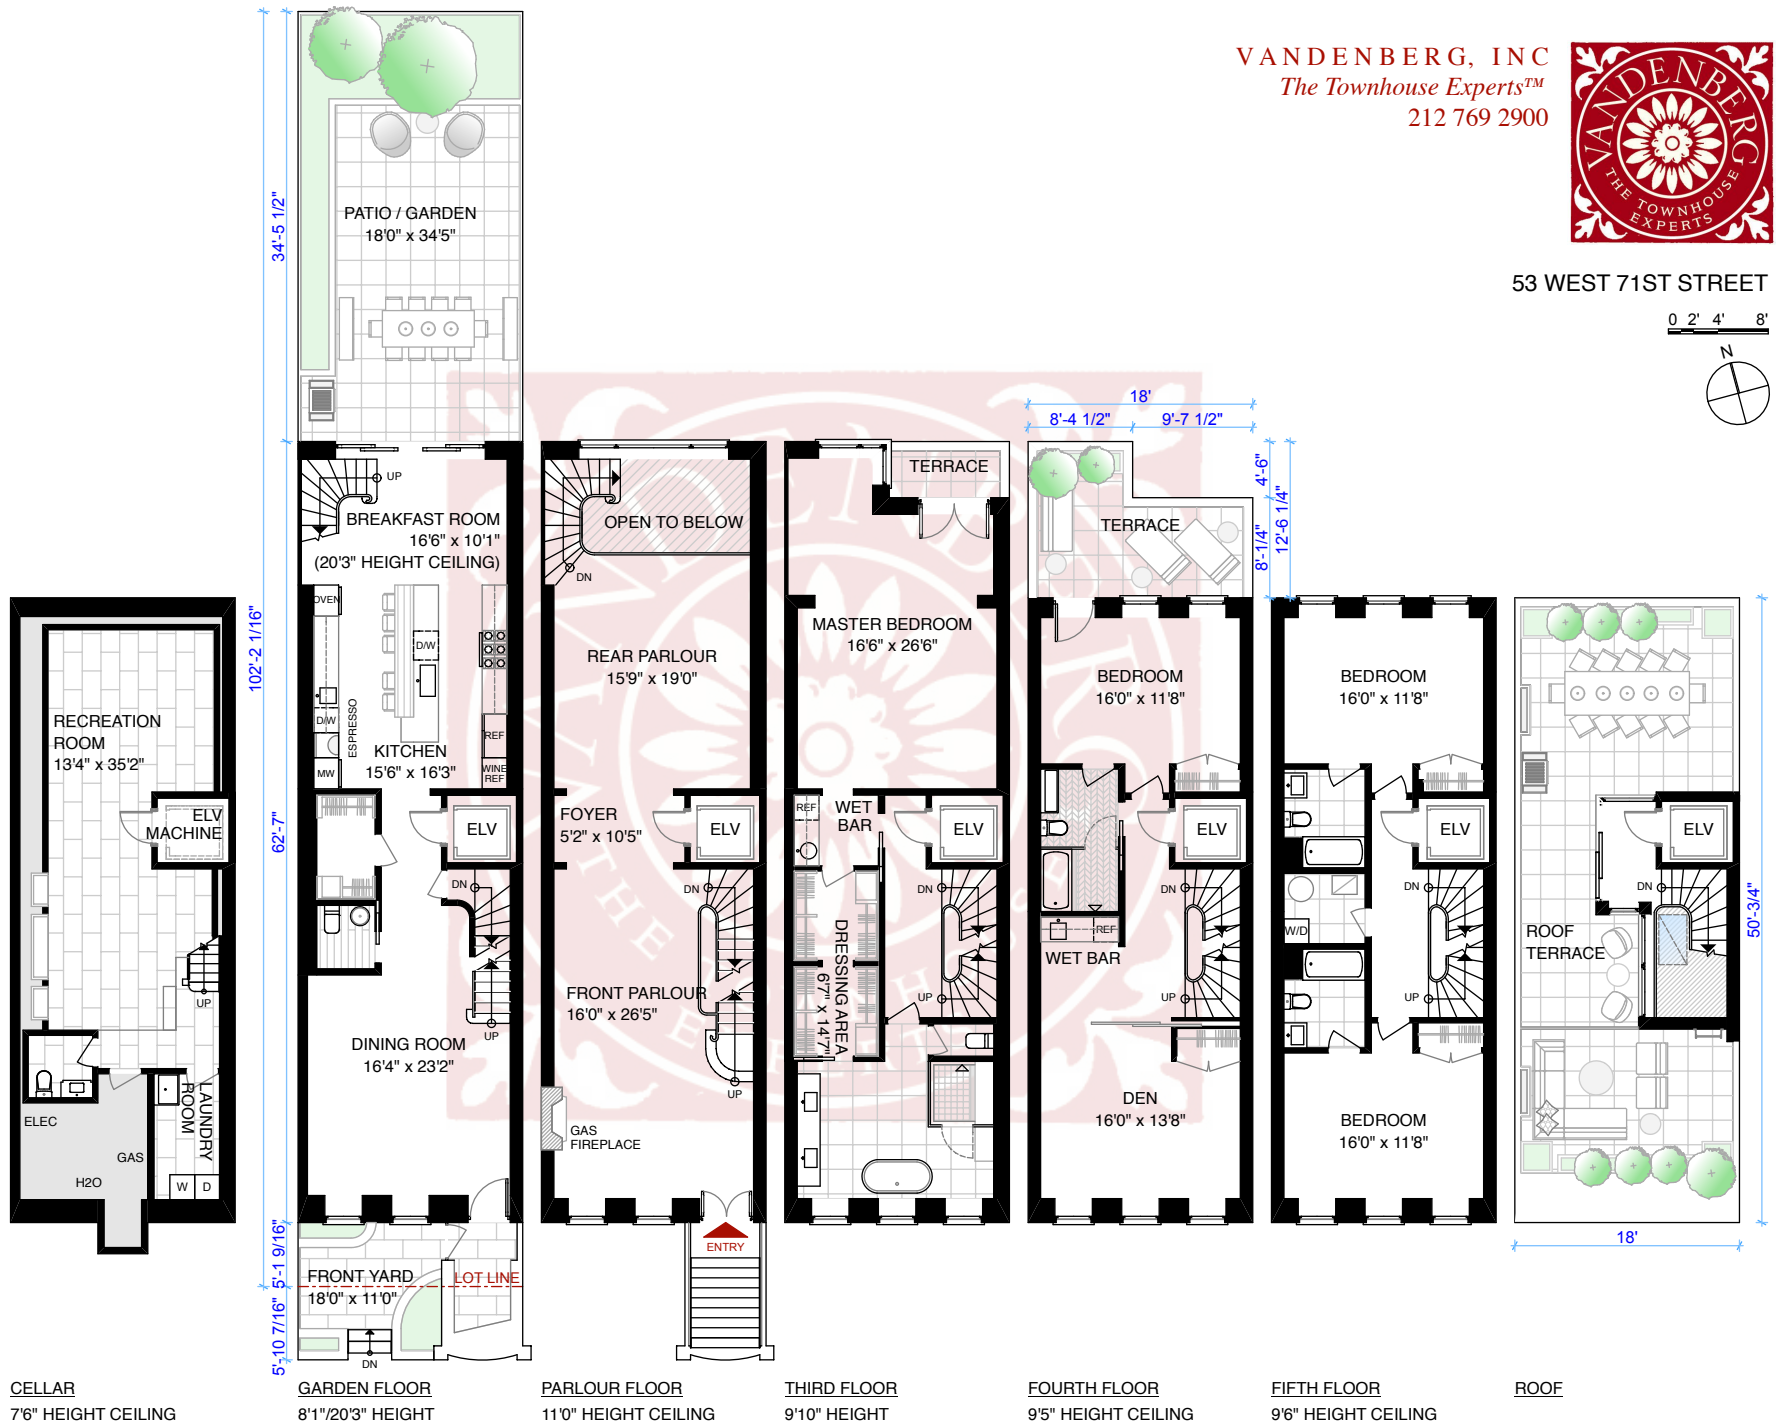 VANDENBERG, INC
The Townhouse Experts™
212 769 2900
VANDENBERG
THE TOWNHOUSE
EXPERTS
53 WEST 71ST STREET
0 2' 4' 8'
N
34'-5 1/2"
102'-2 1/16"
62'-7"
5'-1 9/16"
5'-10 7/16"
RECREATION
ROOM
13'4" x 35'2"
ELV
MACHINE
UP
ELEC
GAS
H2O
LAUNDRY
ROOM
W D
CELLAR
7'6" HEIGHT CEILING
PATIO / GARDEN
18'0" x 34'5"
UP
BREAKFAST ROOM
16'6" x 10'1"
(20'3" HEIGHT CEILING)
OVEN
D/W
D/W
ESPRESSO
REF
WINE
REF
MW
KITCHEN
15'6" x 16'3"
ELV
DN
UP
DINING ROOM
16'4" x 23'2"
FRONT YARD
18'0" x 11'0"
LOT LINE
DN
GARDEN FLOOR
8'1"/20'3" HEIGHT
OPEN TO BELOW
DN
REAR PARLOUR
15'9" x 19'0"
FOYER
5'2" x 10'5"
ELV
DN
FRONT PARLOUR
16'0" x 26'5"
UP
GAS
FIREPLACE
ENTRY
PARLOUR FLOOR
11'0" HEIGHT CEILING
TERRACE
MASTER BEDROOM
16'6" x 26'6"
REF
WET
BAR
ELV
DN
DRESSING AREA
6'7" x 14'7"
UP
THIRD FLOOR
9'10" HEIGHT
18'
8'-4 1/2"
9'-7 1/2"
4'-6"
8'-1/4"
12'-6 1/4"
TERRACE
BEDROOM
16'0" x 11'8"
ELV
DN
REF
WET BAR
UP
DEN
16'0" x 13'8"
FOURTH FLOOR
9'5" HEIGHT CEILING
BEDROOM
16'0" x 11'8"
ELV
DN
W/D
UP
BEDROOM
16'0" x 11'8"
FIFTH FLOOR
9'6" HEIGHT CEILING
ELV
DN
ROOF
TERRACE
50'-3/4"
18'
ROOF
VANDENBERG
THE TOWNHOUSE
EXPERTS